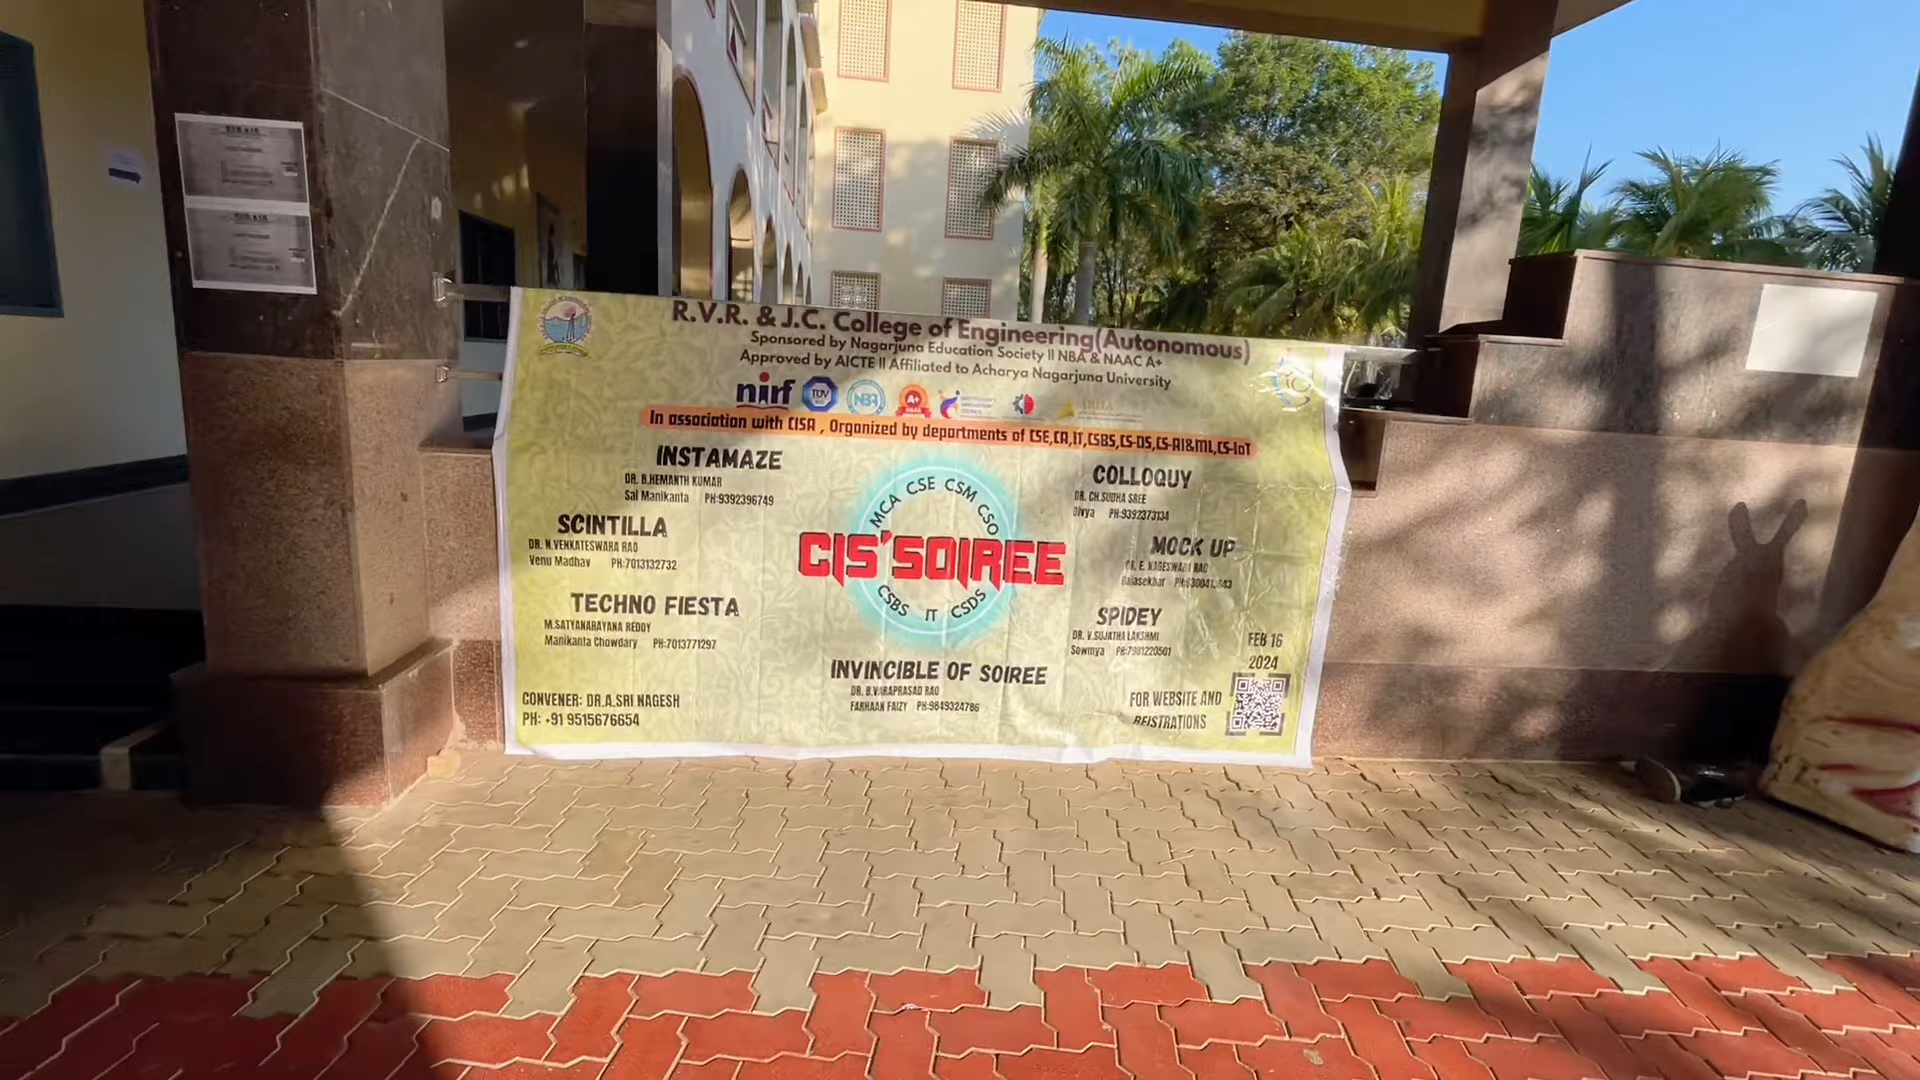 R.V.R. & J.C. College of Engineering(Autonomous)
Sponsored by Nagarjuna Education Society II NBA & NAAC A+
Approved by AICTE II Affiliated to Acharya Nagarjuna University
nirf
TUV
NBA
A+
In association with CISA , Organized by departments of CSE,CA,IT,CSBS,CS-DS,CS-AI&ML,CS-IoT
INSTAMAZE
DR. B.HEMANTH KUMAR
Sai Manikanta PH:9392396749
SCINTILLA
DR. N.VENKATESWARA RAO
Venu Madhav PH:7013132732
TECHNO FIESTA
M.SATYANARAYANA REDDY
Manikanta Chowdary PH:7013771297
CONVENER: DR.A.SRI NAGESH
PH: +91 9515676654
MCA CSE CSM CSO
CIS'SOIREE
CSBS IT CSDS
INVINCIBLE OF SOIREE
DR. B.VARAPRASAD RAO
FARHAAN FAIZY PH:9849324786
COLLOQUY
DR. CH.SUDHA SREE
Divya PH:9392373134
MOCK UP
DR. E. NAGESWARA RAO
Rajasekhar
SPIDEY
DR. V.SUJATHA LAKSHMI
Sowmya PH:7981220501
FEB 16
2024
FOR WEBSITE AND
REISTRATIONS